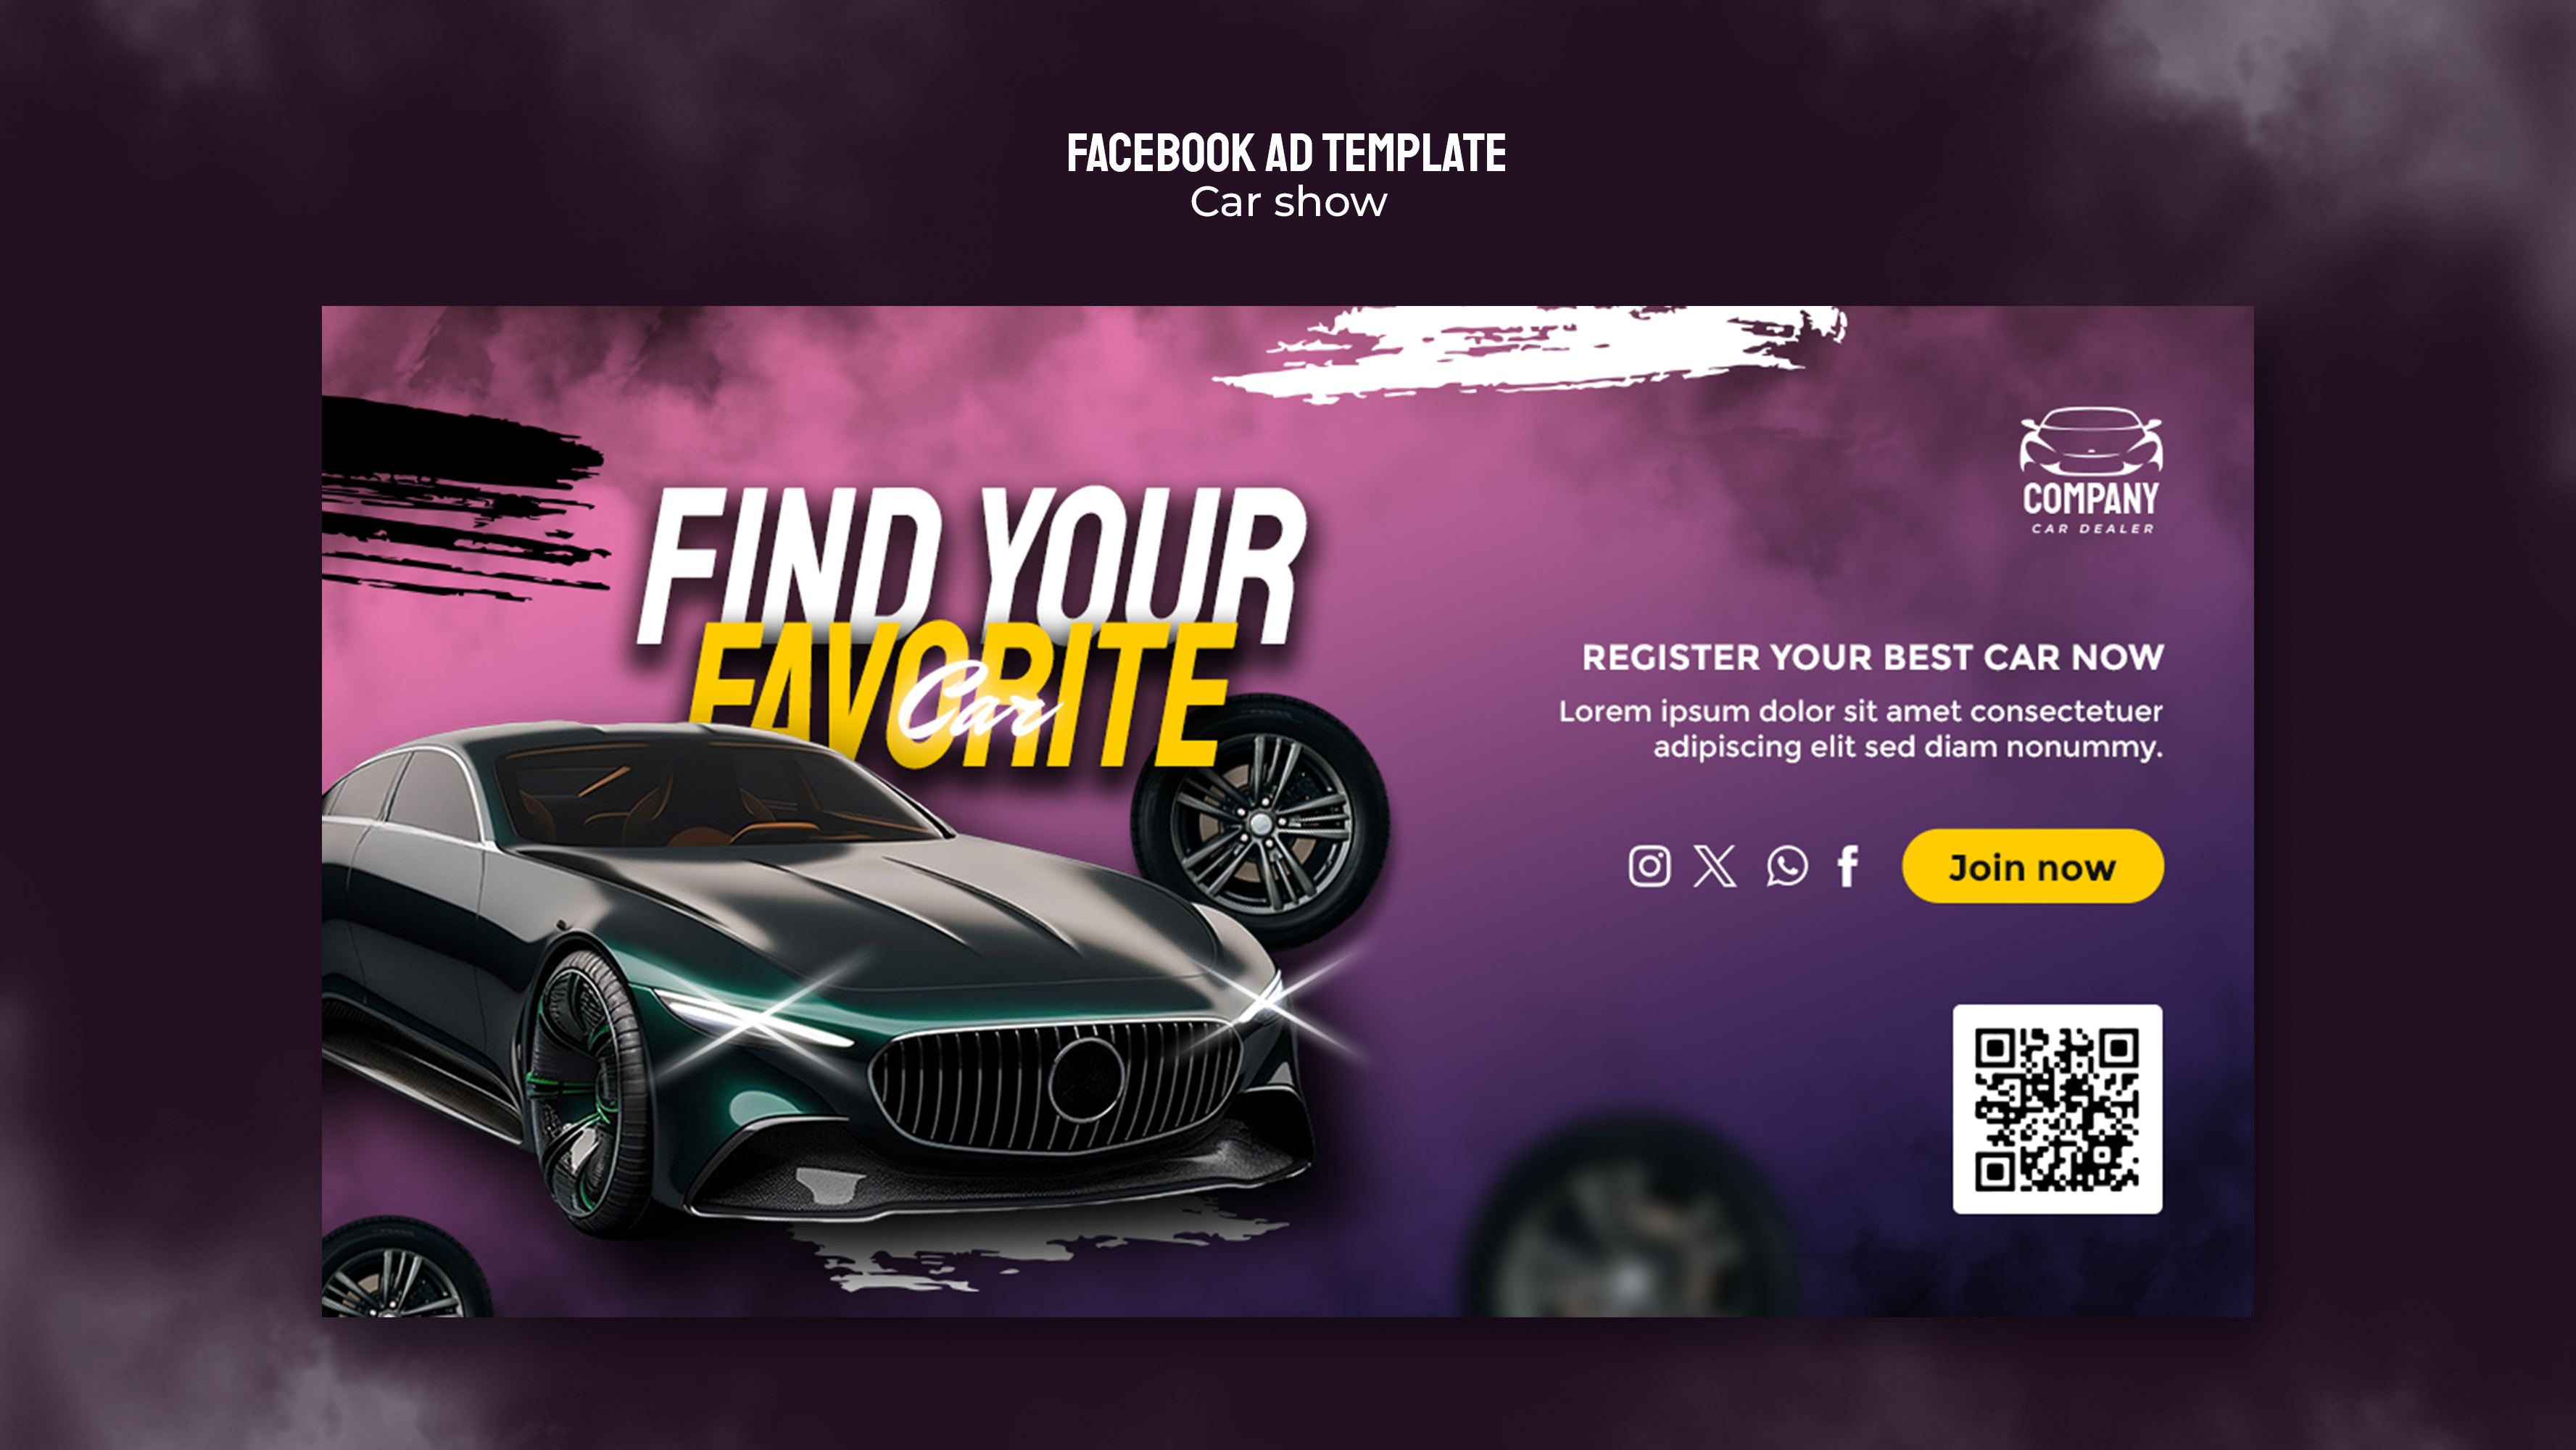 FACEBOOK AD TEMPLATE
Car show
FIND YOUR
FAVORITE
Car
COMPANY
CAR DEALER
REGISTER YOUR BEST CAR NOW
Lorem ipsum dolor sit amet consectetuer
adipiscing elit sed diam nonummy.
Join now